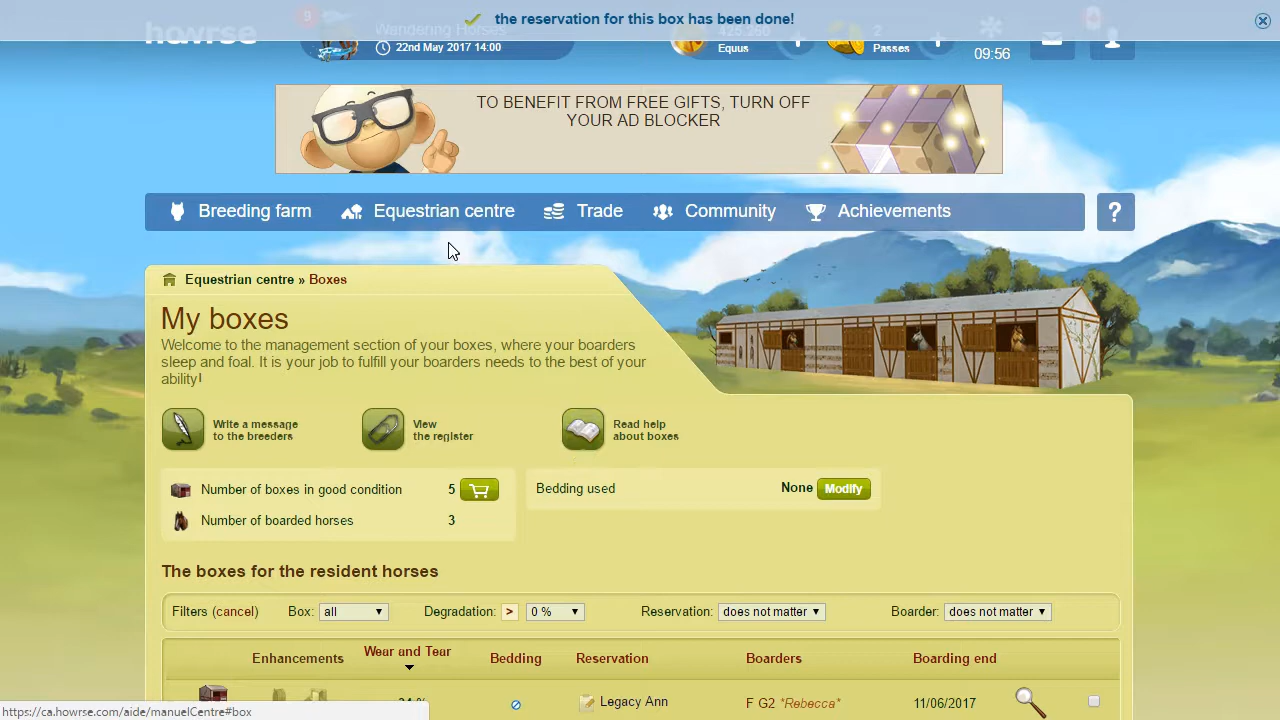 the reservation for this box has been done!
9
Wandering Horses
howrse
22nd May 2017 14:00
425,260
Equus
2
Passes
09:56
TO BENEFIT FROM FREE GIFTS, TURN OFF
YOUR AD BLOCKER
Breeding farm
Equestrian centre
Trade
Community
Achievements
?
Equestrian centre » Boxes
My boxes
Welcome to the management section of your boxes, where your boarders
sleep and foal. It is your job to fulfill your boarders needs to the best of your
ability!
Write a message
to the breeders
View
the register
Read help
about boxes
Number of boxes in good condition 5
Bedding used None Modify
Number of boarded horses 3
The boxes for the resident horses
Filters (cancel) Box: all Degradation: > 0 % Reservation: does not matter Boarder: does not matter
Enhancements Wear and Tear Bedding Reservation Boarders Boarding end
Legacy Ann F G2 *Rebecca* 11/06/2017
https://ca.howrse.com/aide/manuelCentre#box